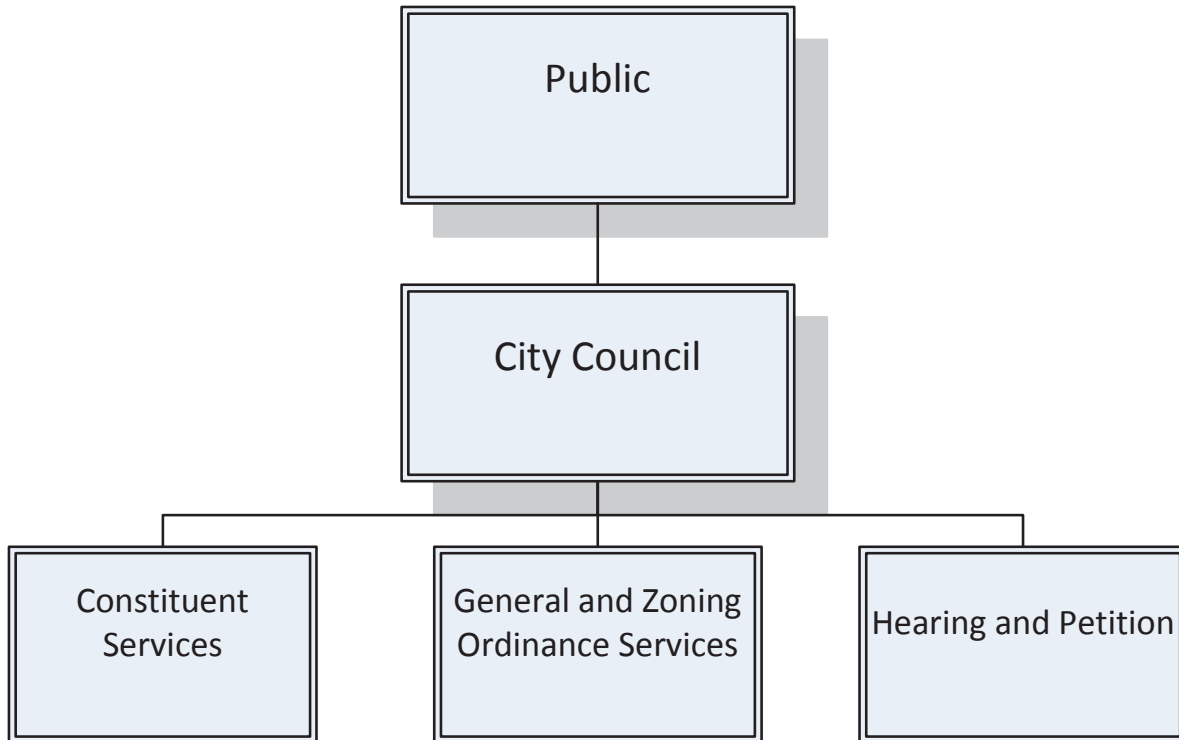 Public
City Council
Constituent
Services
General and Zoning
Ordinance Services
Hearing and Petition